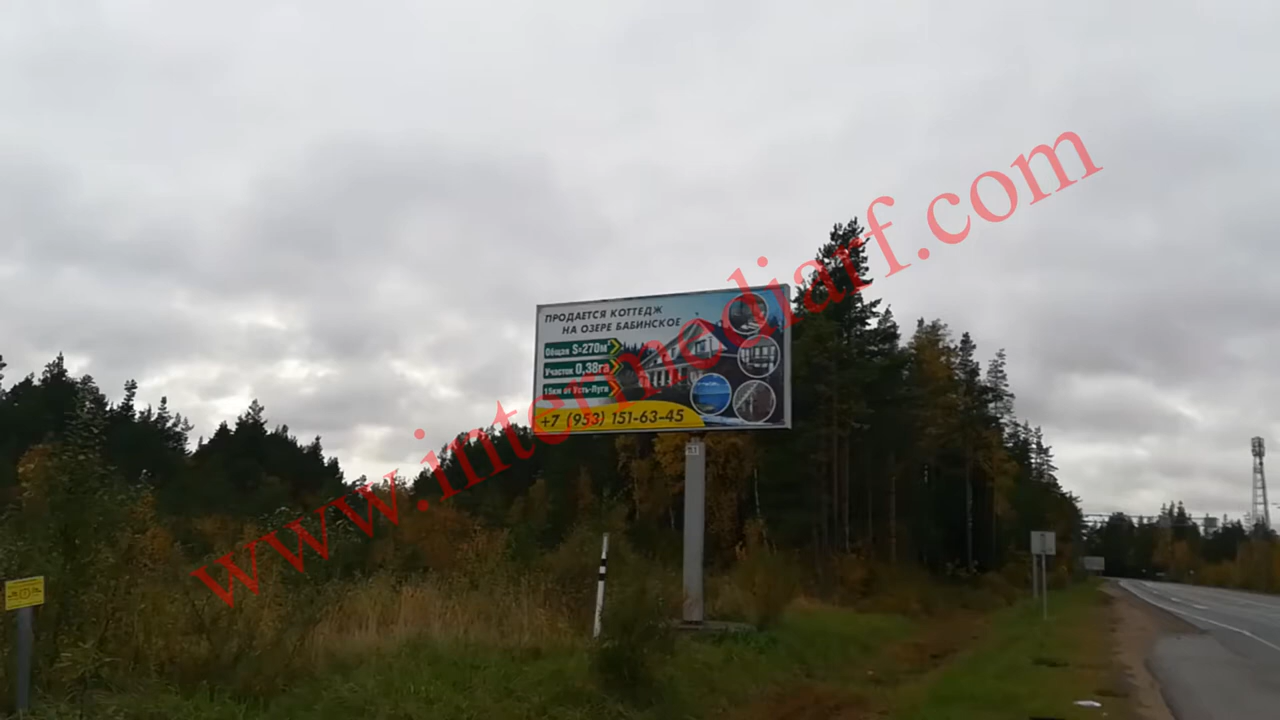 ПРОДАЕТСЯ КОТТЕДЖ
НА ОЗЕРЕ БАБИНСКОЕ
Общая S=270м²
Участок 0,38га
15км от Усть-Луга
+7 (953) 151-63-45
www.intermediarf.com